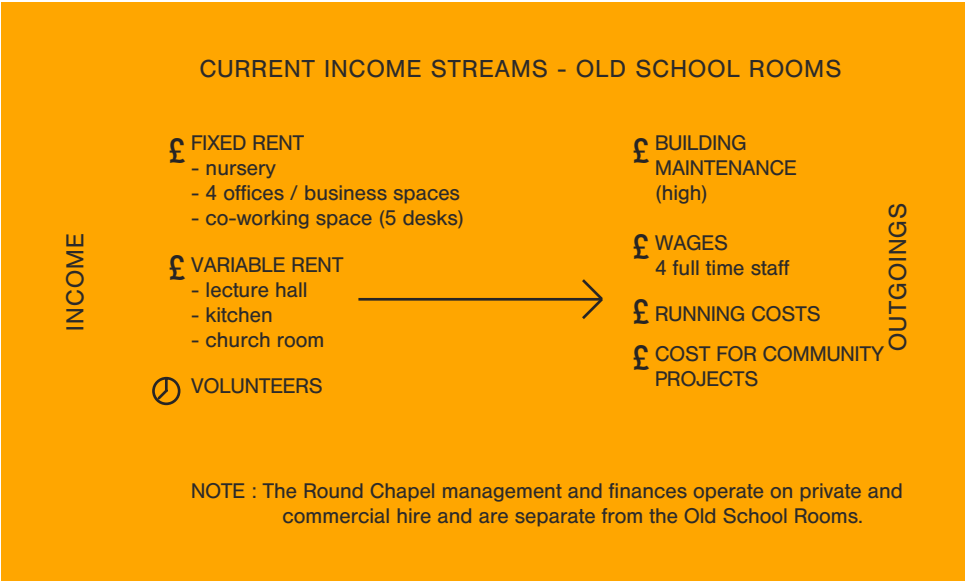 CURRENT INCOME STREAMS - OLD SCHOOL ROOMS
INCOME
£ FIXED RENT
- nursery
- 4 offices / business spaces
- co-working space (5 desks)
£ VARIABLE RENT
- lecture hall
- kitchen
- church room
VOLUNTEERS
£ BUILDING
MAINTENANCE
(high)
£ WAGES
4 full time staff
£ RUNNING COSTS
£ COST FOR COMMUNITY
PROJECTS
OUTGOINGS
NOTE : The Round Chapel management and finances operate on private and
commercial hire and are separate from the Old School Rooms.